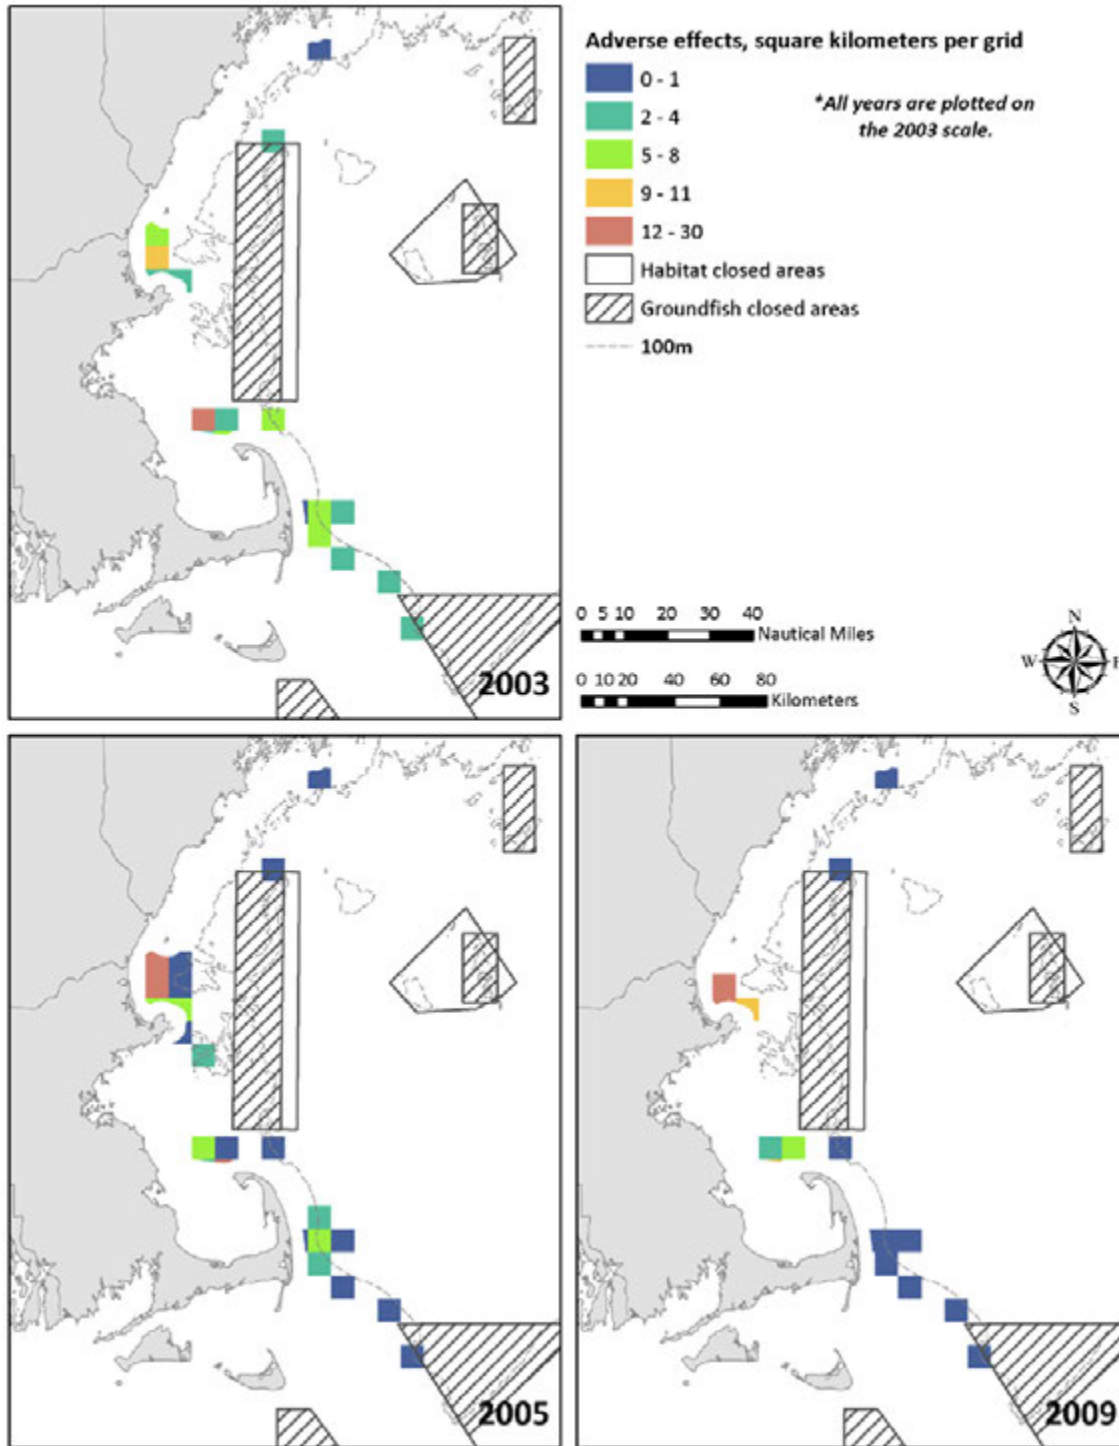 Adverse effects, square kilometers per grid
0 - 1
2 - 4
5 - 8
9 - 11
12 - 30
Habitat closed areas
Groundfish closed areas
100m
*All years are plotted on
the 2003 scale.
0 5 10 20 30 40
Nautical Miles
0 10 20 40 60 80
Kilometers
N
W E
S
2003
2005
2009